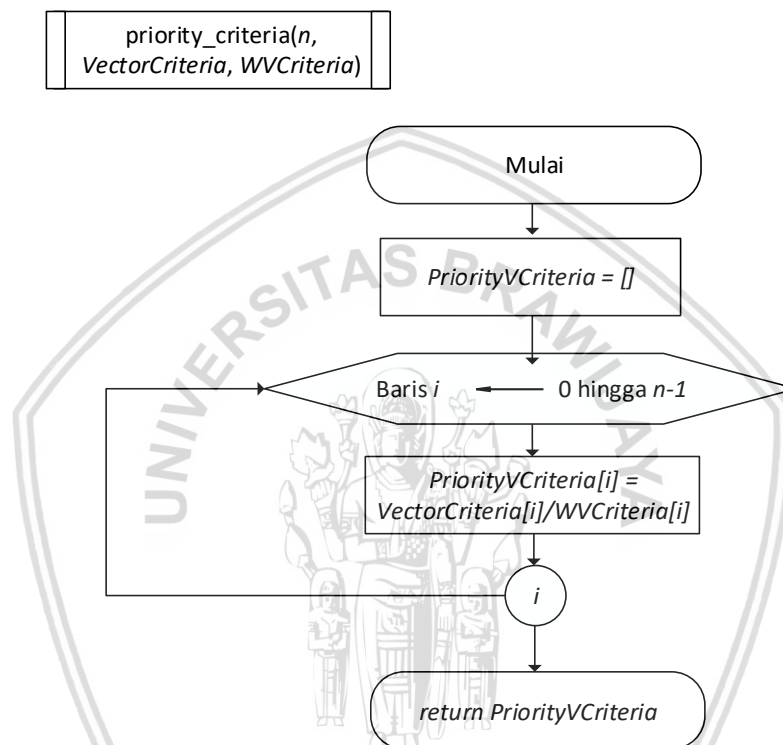 priority_criteria(n,
VectorCriteria, WVCriteria)
Mulai
PriorityVCriteria = []
Baris i 0 hingga n-1
PriorityVCriteria[i] =
VectorCriteria[i]/WVCriteria[i]
i
return PriorityVCriteria
UNIVERSITAS BRAWIJAYA